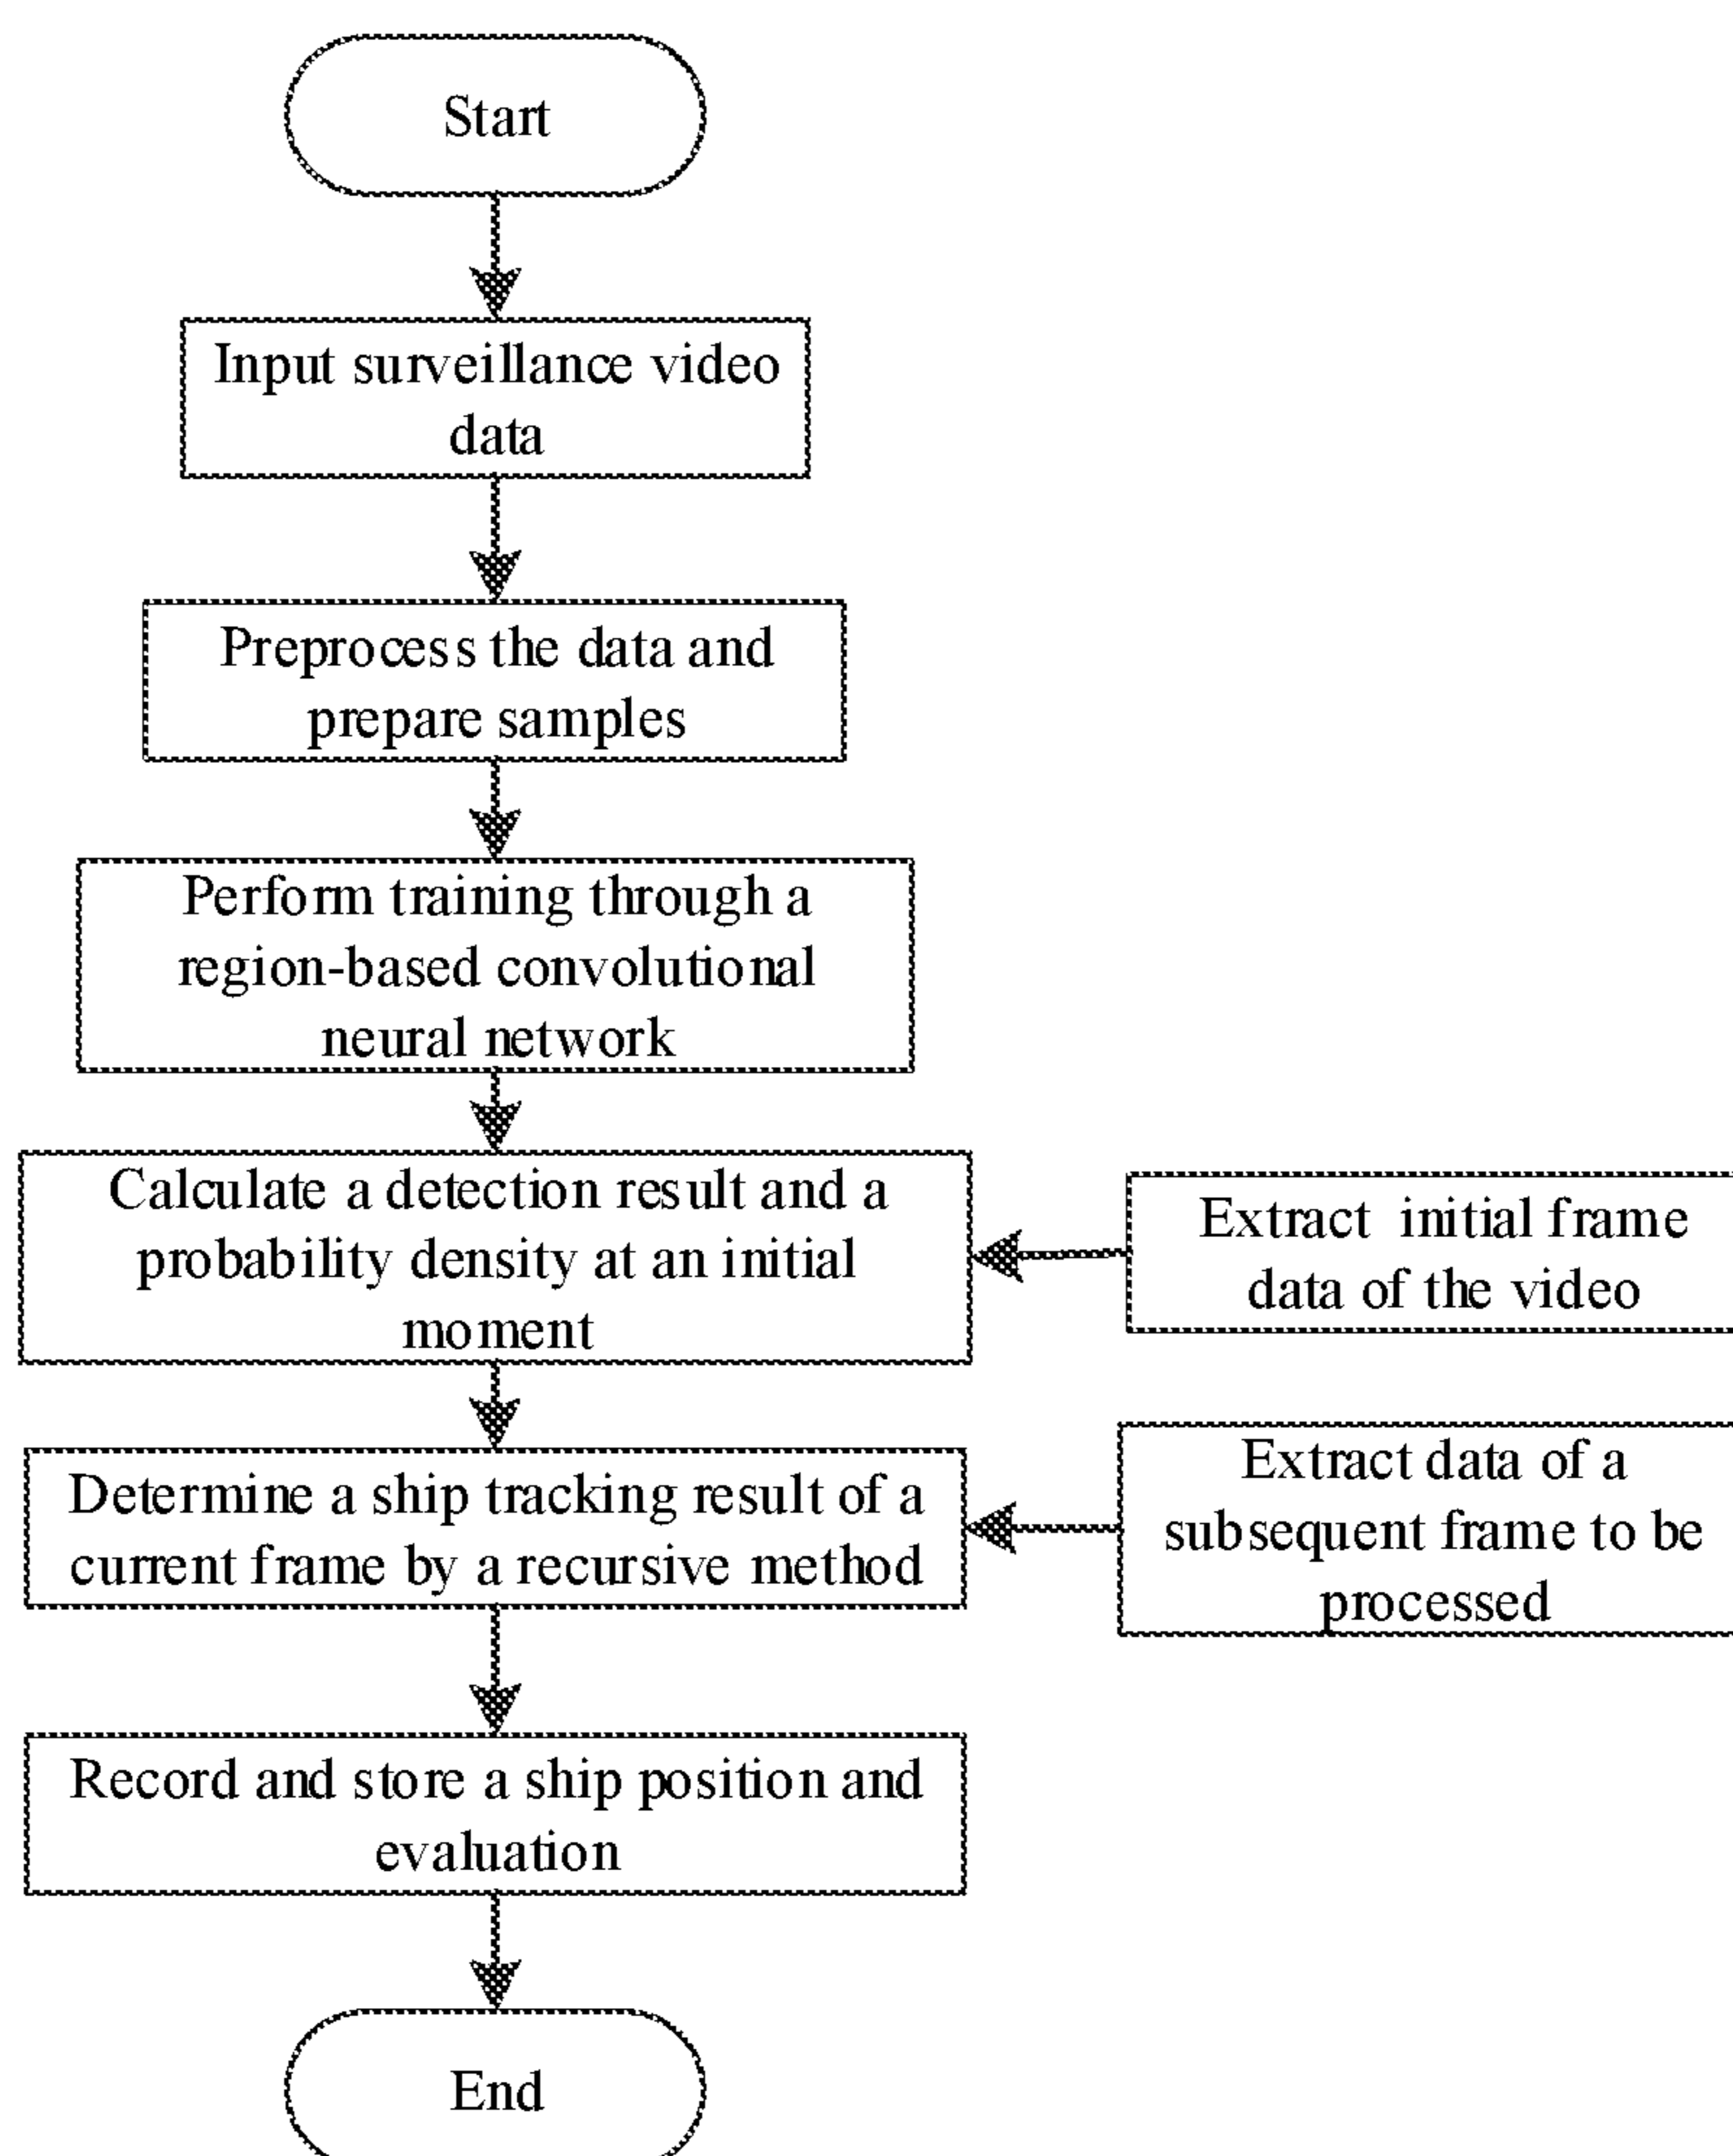 Start
Input surveillance video
data
Preprocess the data and
prepare samples
Perform training through a
region-based convolutional
neural network
Calculate a detection result and a
probability density at an initial
moment
Extract initial frame
data of the video
Determine a ship tracking result of a
current frame by a recursive method
Extract data of a
subsequent frame to be
processed
Record and store a ship position and
evaluation
End